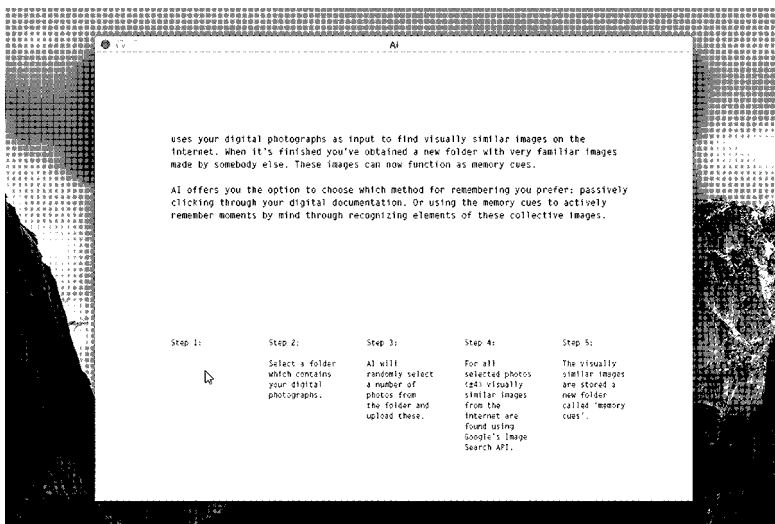 AI
uses your digital photographs as input to find visually similar images on the
internet. When it's finished you've obtained a new folder with very familiar images
made by somebody else. These images can now function as memory cues.
AI offers you the option to choose which method for remembering you prefer: passively
clicking through your digital documentation. Or using the memory cues to actively
remember moments by mind through recognizing elements of these collective images.
Step 1:
Step 2:
Select a folder
which contains
your digital
photographs.
Step 3:
AI will
randomly select
a number of
photos from
the folder and
upload these.
Step 4:
For all
selected photos
(±4) visually
similar images
from the
internet are
found using
Google's Image
Search API.
Step 5:
The visually
similar images
are stored a
new folder
called 'memory
cues'.